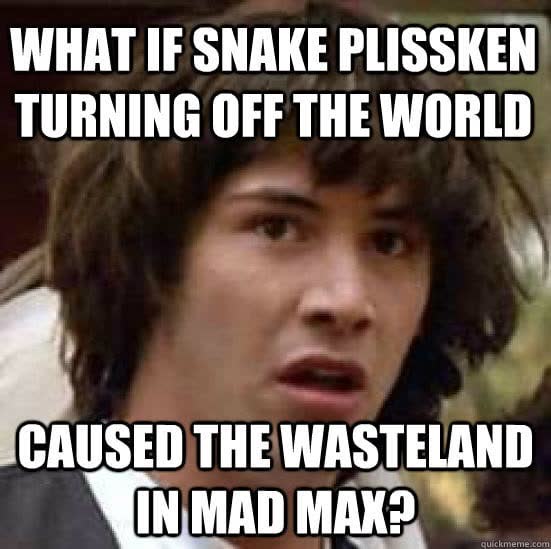 WHAT IF SNAKE PLISSKEN
TURNING OFF THE WORLD
CAUSED THE WASTELAND
IN MAD MAX?
quickmeme.com